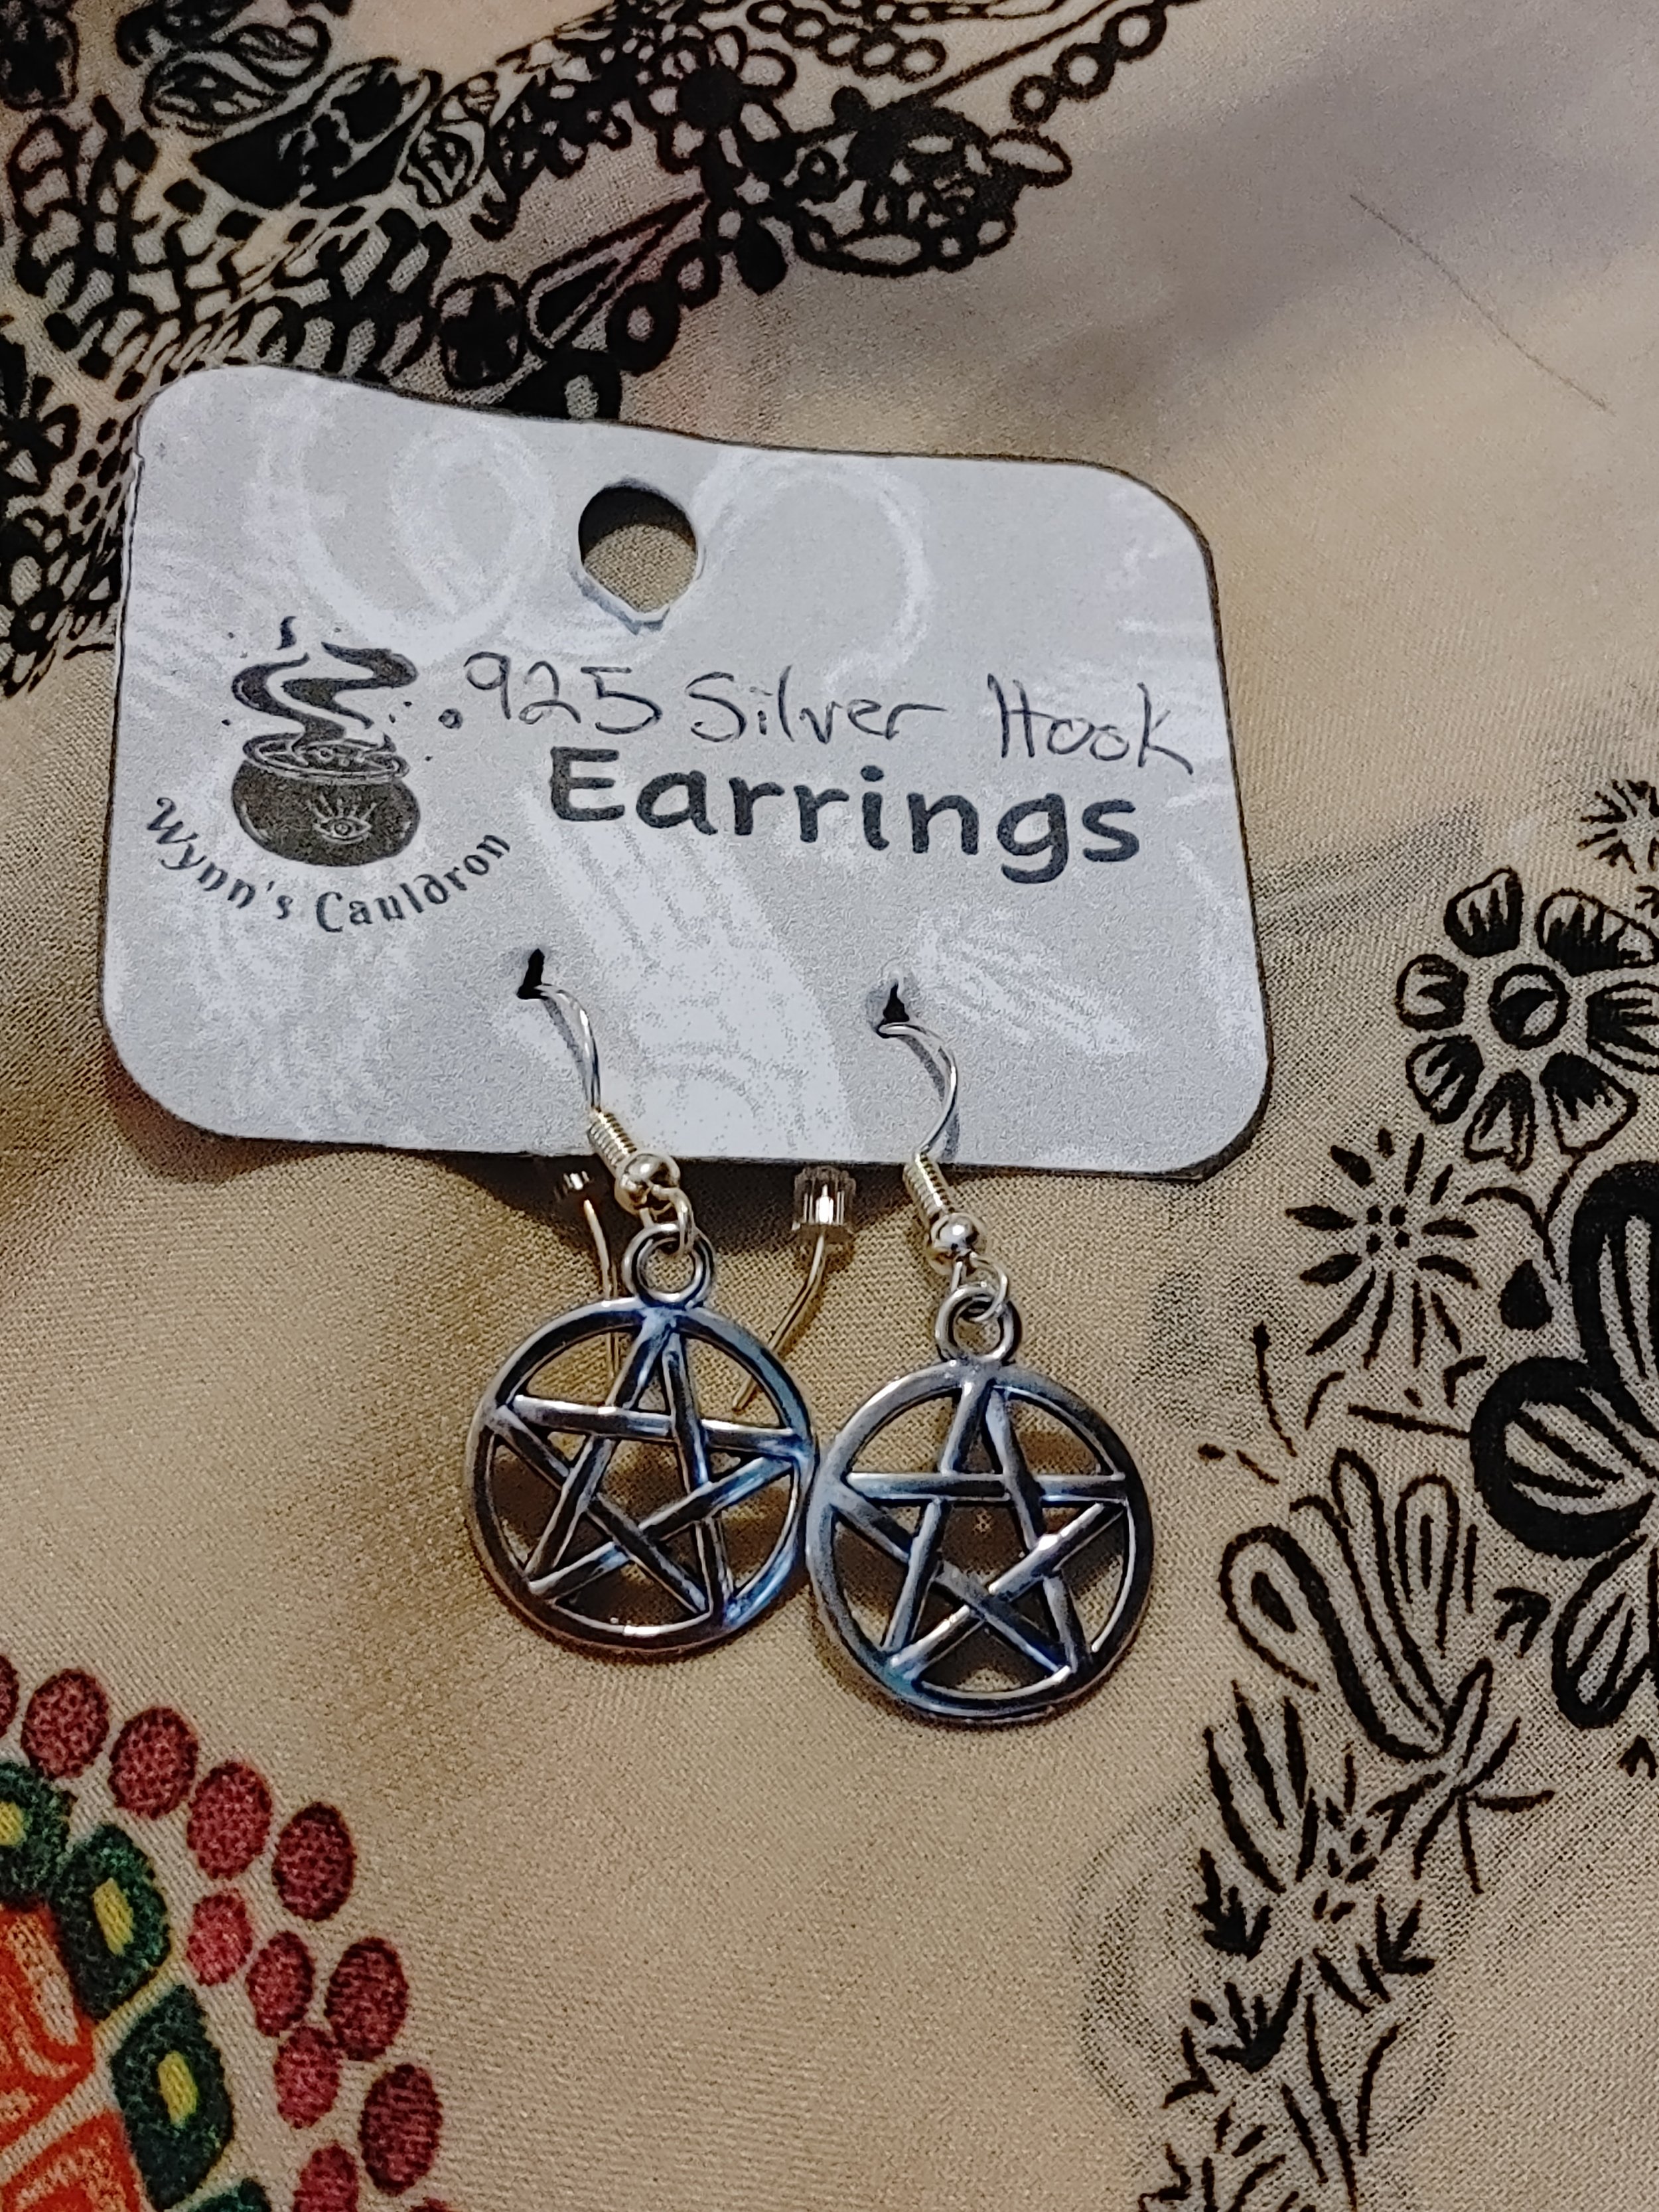 .925 Silver Hook
Earrings
Wynn's Cauldron